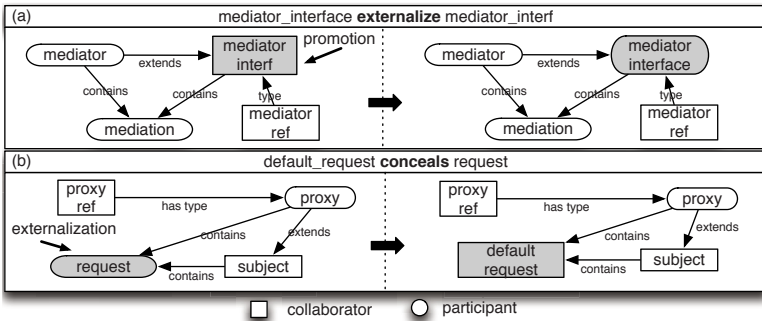 (a) mediator_interface externalize mediator_interf
mediator
extends
mediator
interf
promotion
contains
contains
type
mediation
mediator
ref
mediator
extends
mediator
interface
contains
contains
type
mediation
mediator
ref
(b) default_request conceals request
proxy
ref
has type
proxy
externalization
contains
extends
request
contains
subject
proxy
ref
has type
proxy
contains
extends
default
request
contains
subject
collaborator
participant